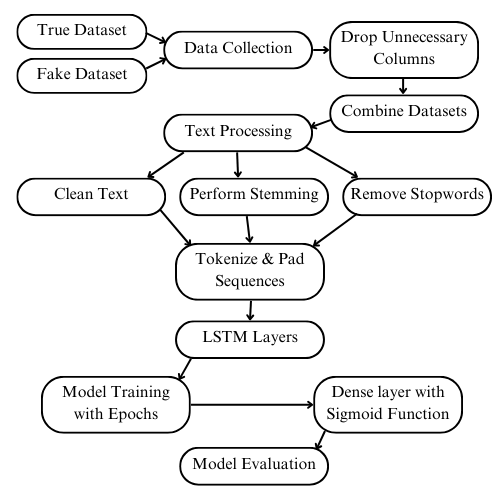 True Dataset
Fake Dataset
Data Collection
Drop Unnecessary
Columns
Combine Datasets
Text Processing
Clean Text
Perform Stemming
Remove Stopwords
Tokenize & Pad
Sequences
LSTM Layers
Model Training
with Epochs
Dense layer with
Sigmoid Function
Model Evaluation